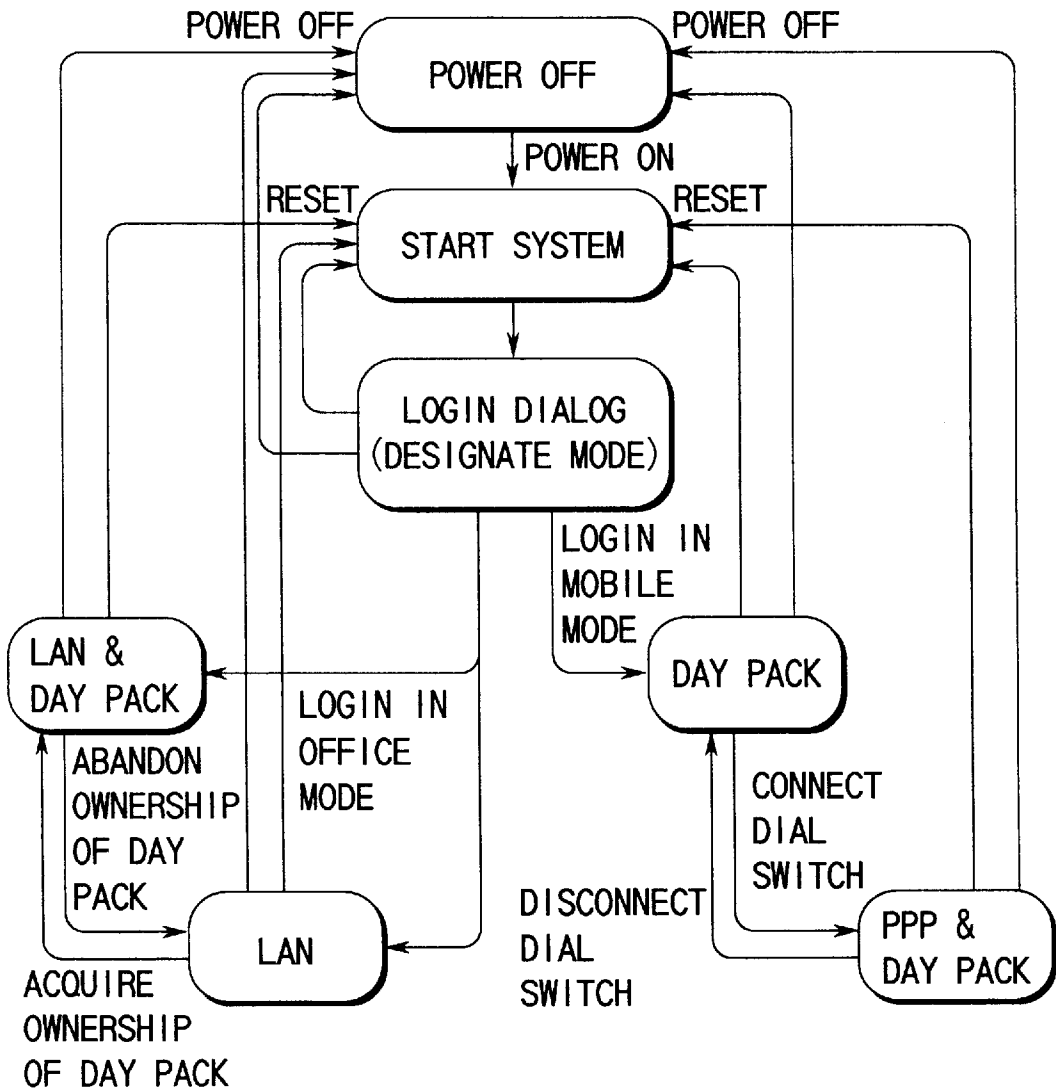 POWER OFF
POWER OFF
POWER OFF
POWER ON
RESET
RESET
START SYSTEM
LOGIN DIALOG
(DESIGNATE MODE)
LOGIN IN
MOBILE
MODE
LAN &
DAY PACK
DAY PACK
LOGIN IN
OFFICE
MODE
ABANDON
OWNERSHIP
OF DAY
PACK
CONNECT
DIAL
SWITCH
DISCONNECT
DIAL
SWITCH
LAN
PPP &
DAY PACK
ACQUIRE
OWNERSHIP
OF DAY PACK